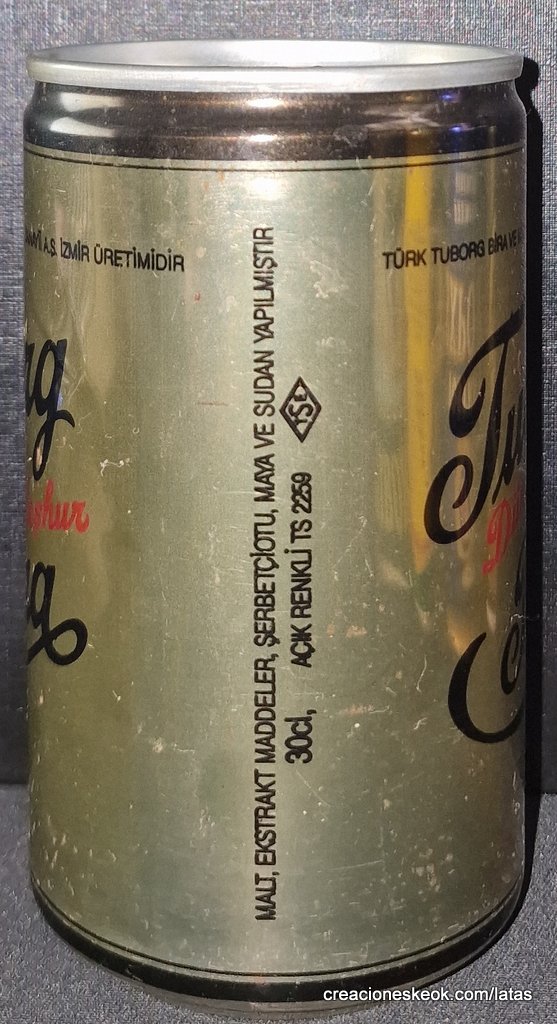 A.Ş. İZMİR ÜRETİMİDİR
TÜRK TUBORG BİRA VE
MALT, EKSTRAKT MADDELER, ŞERBETÇİOTU, MAYA VE SUDAN YAPILMIŞTIR
30cl, AÇIK RENKLİ TS 2259 TSE
creacioneskeok.com/latas